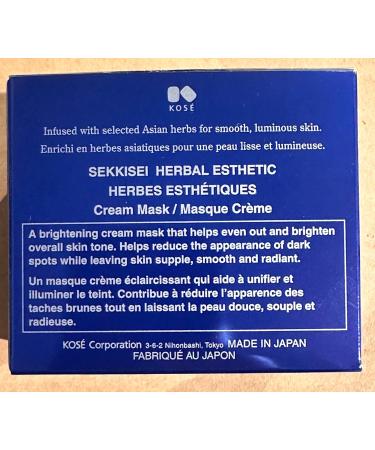 KOSÉ
Infused with selected Asian herbs for smooth, luminous skin.
Enrichi en herbes asiatiques pour une peau lisse et lumineuse.
SEKKISEI HERBAL ESTHETIC
HERBES ESTHÉTIQUES
Cream Mask / Masque Crème
A brightening cream mask that helps even out and brighten
overall skin tone. Helps reduce the appearance of dark
spots while leaving skin supple, smooth and radiant.
Un masque crème éclaircissant qui aide à unifier et
illuminer le teint. Contribue à réduire l'apparence des
taches brunes tout en laissant la peau douce, souple et
radieuse.
KOSÉ Corporation 3-6-2 Nihonbashi, Tokyo MADE IN JAPAN
FABRIQUÉ AU JAPON